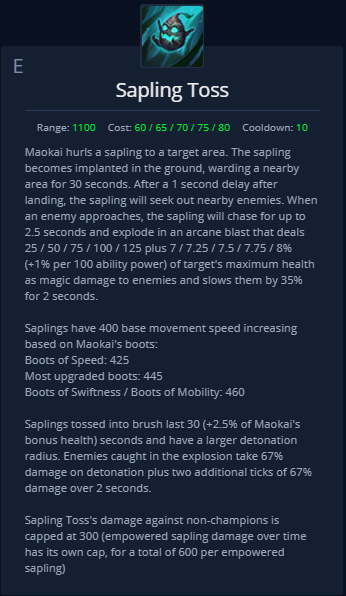 E
Sapling Toss
Range: 1100 Cost: 60 / 65 / 70 / 75 / 80 Cooldown: 10
Maokai hurls a sapling to a target area. The sapling
becomes implanted in the ground, warding a nearby
area for 30 seconds. After a 1 second delay after
landing, the sapling will seek out nearby enemies. When
an enemy approaches, the sapling will chase for up to
2.5 seconds and explode in an arcane blast that deals
25 / 50 / 75 / 100 / 125 plus 7 / 7.25 / 7.5 / 7.75 / 8%
(+1% per 100 ability power) of target's maximum health
as magic damage to enemies and slows them by 35%
for 2 seconds.
Saplings have 400 base movement speed increasing
based on Maokai's boots:
Boots of Speed: 425
Most upgraded boots: 445
Boots of Swiftness / Boots of Mobility: 460
Saplings tossed into brush last 30 (+2.5% of Maokai's
bonus health) seconds and have a larger detonation
radius. Enemies caught in the explosion take 67%
damage on detonation plus two additional ticks of 67%
damage over 2 seconds.
Sapling Toss's damage against non-champions is
capped at 300 (empowered sapling damage over time
has its own cap, for a total of 600 per empowered
sapling)